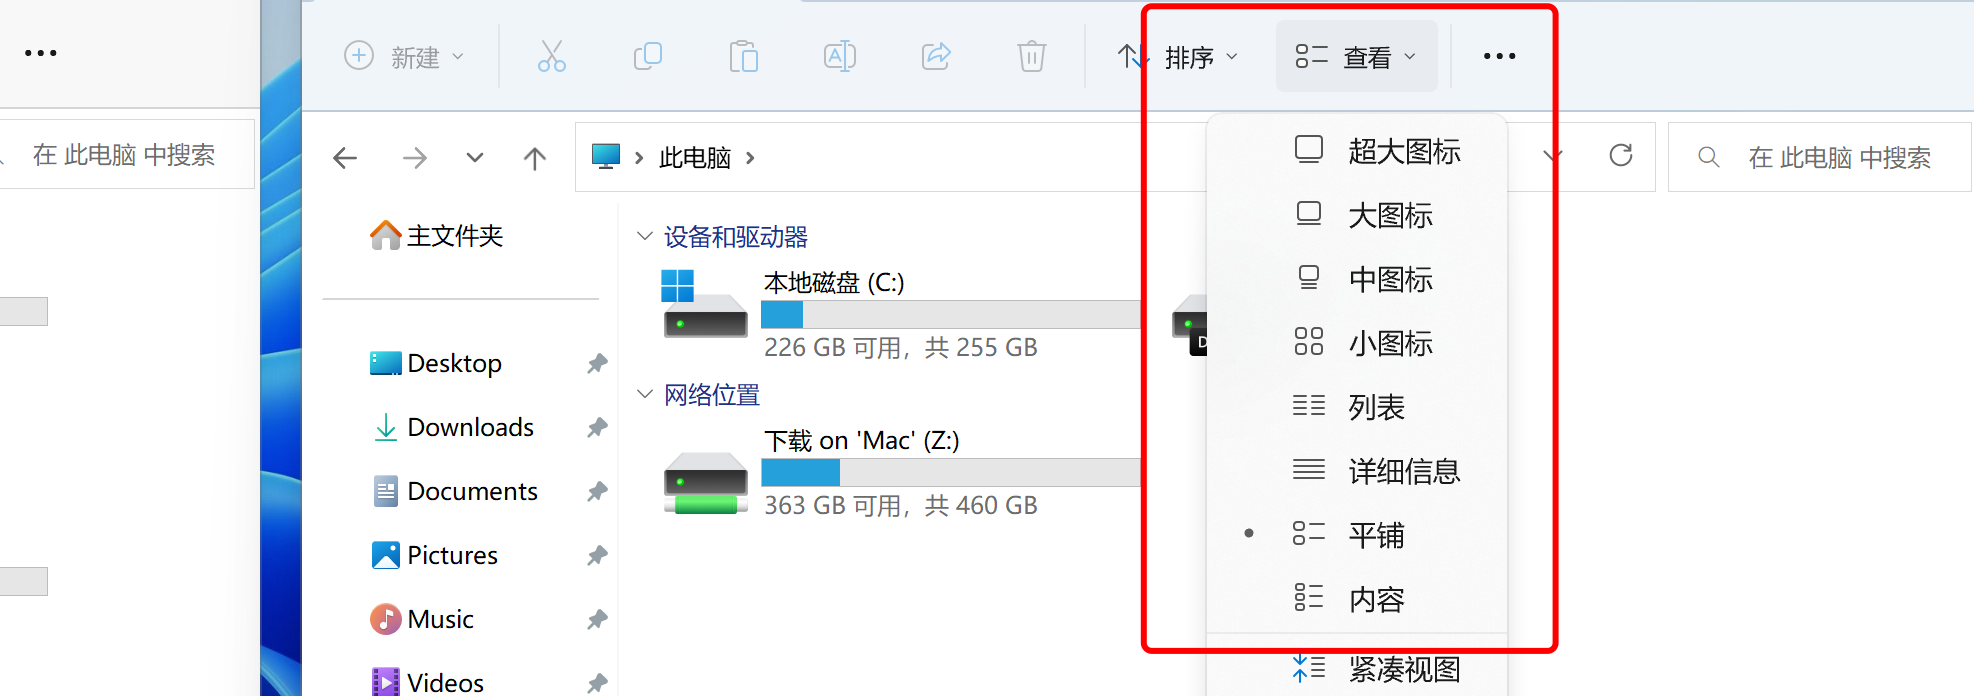 在 此电脑 中搜索
新建
排序
查看
此电脑
在 此电脑 中搜索
主文件夹
Desktop
Downloads
Documents
Pictures
Music
Videos
设备和驱动器
本地磁盘 (C:)
226 GB 可用，共 255 GB
D
网络位置
下载 on 'Mac' (Z:)
363 GB 可用，共 460 GB
超大图标
大图标
中图标
小图标
列表
详细信息
平铺
内容
紧凑视图